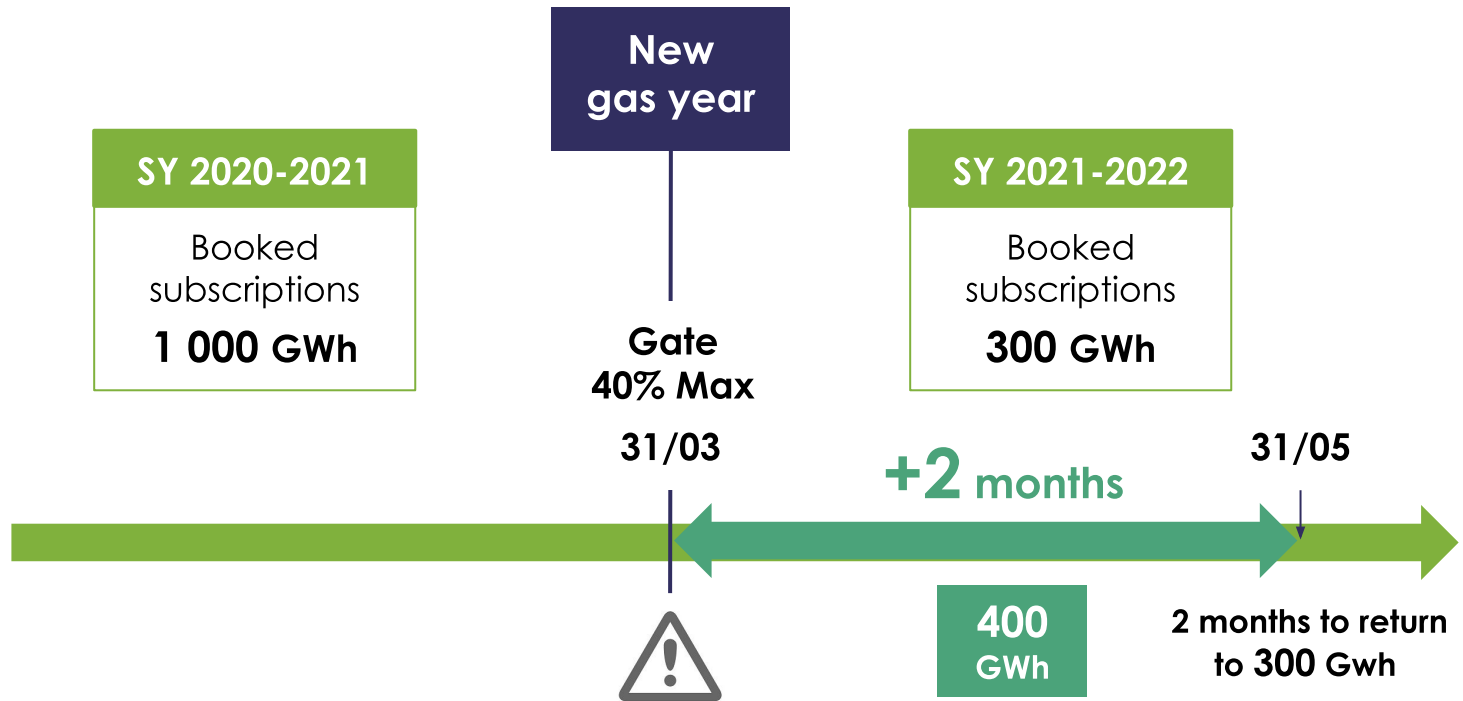 New
gas year
SY 2020-2021
Booked
subscriptions
1 000 GWh
Gate
40% Max
31/03
SY 2021-2022
Booked
subscriptions
300 GWh
+2 months
31/05
400
GWh
2 months to return
to 300 Gwh